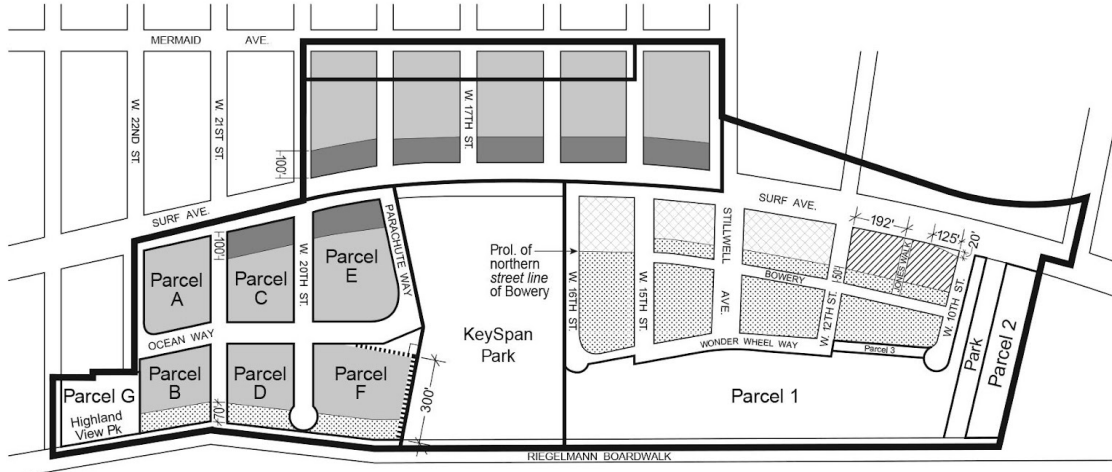 MERMAID AVE.
W. 22ND ST.
W. 21ST ST.
W. 17TH ST.
100'
SURF AVE.
SURF AVE.
Parcel
A
100'
Parcel
C
W. 20TH ST.
Parcel
E
PARACHUTE WAY
Prol. of
northern
street line
of Bowery
W. 16TH ST.
W. 15TH ST.
STILLWELL
AVE.
BOWERY
W. 12TH ST.
50'
192'
JONES WALK
125'
20'
W. 10TH ST.
OCEAN WAY
KeySpan
Park
WONDER WHEEL WAY
Parcel 3
Park
Parcel 2
Parcel G
Highland
View Pk
Parcel
B
70'
Parcel
D
Parcel
F
300'
Parcel 1
RIEGELMANN BOARDWALK